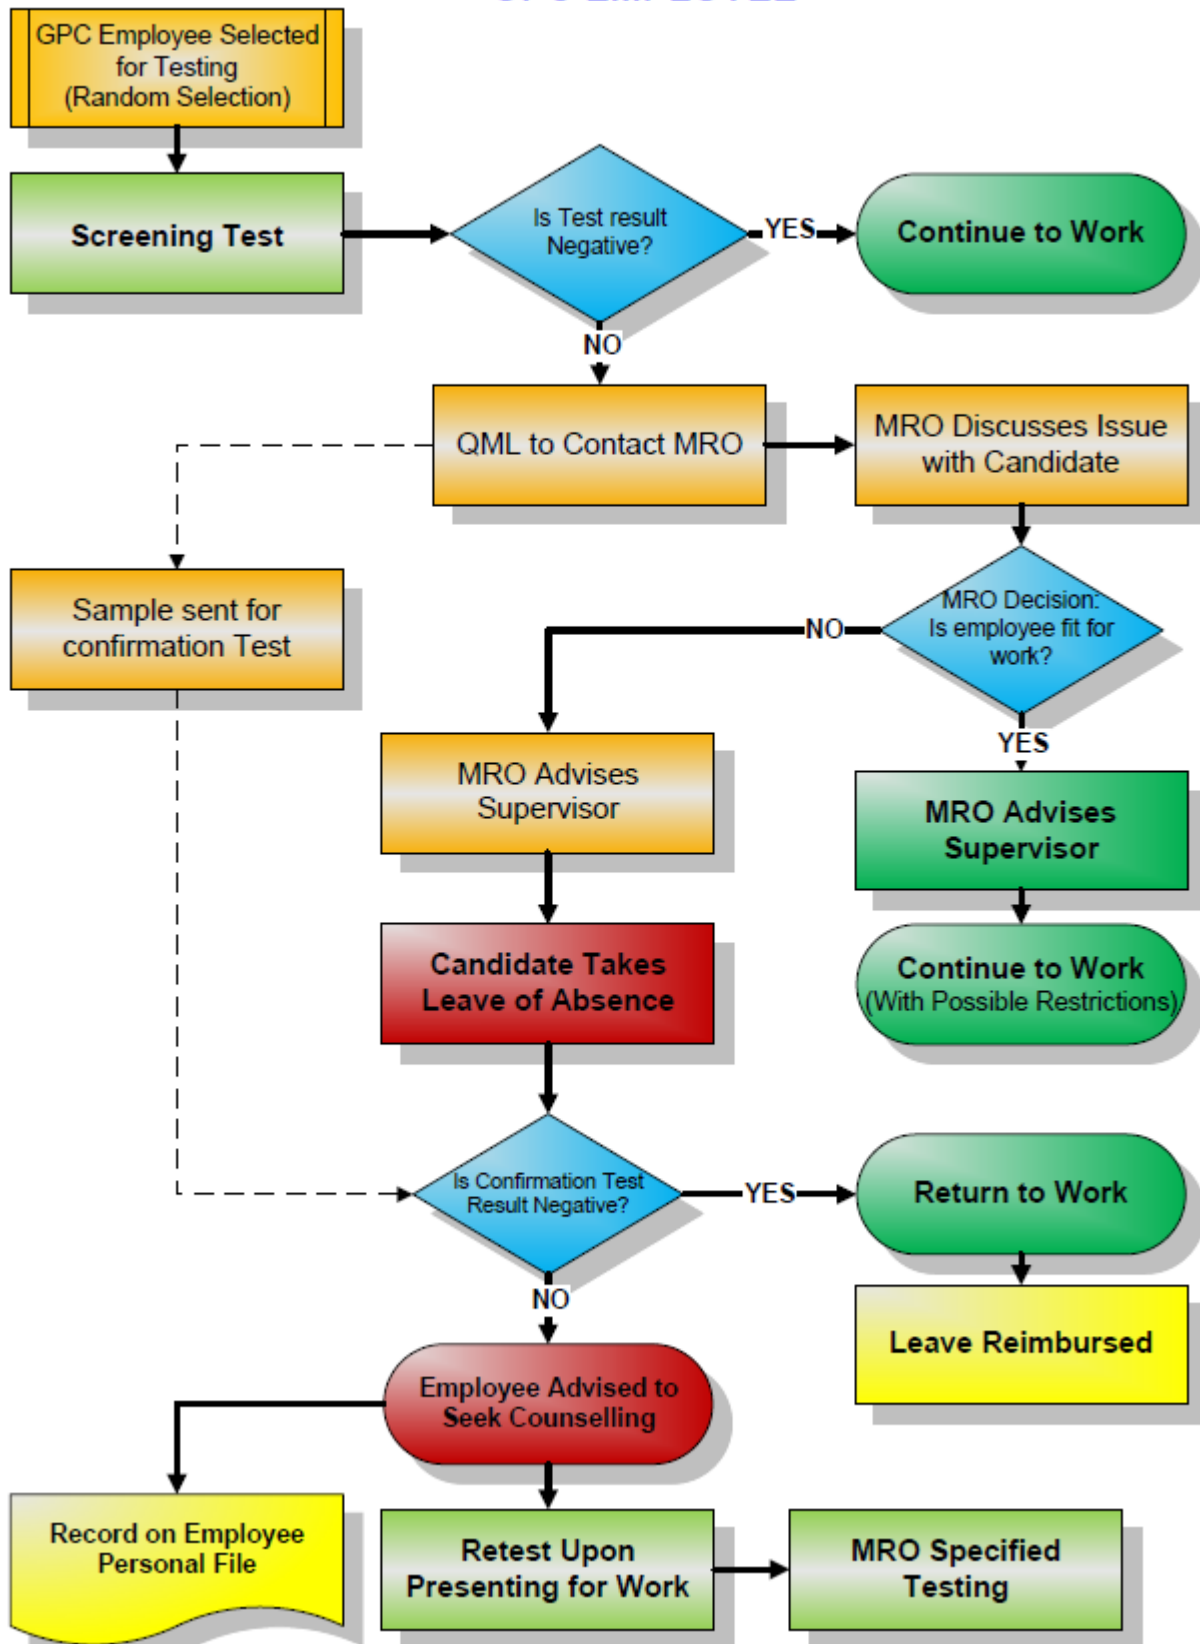 GPC Employee Selected
for Testing
(Random Selection)
Screening Test
Is Test result
Negative?
YES
Continue to Work
NO
QML to Contact MRO
MRO Discusses Issue
with Candidate
Sample sent for
confirmation Test
MRO Decision:
Is employee fit for
work?
NO
YES
MRO Advises
Supervisor
MRO Advises
Supervisor
Candidate Takes
Leave of Absence
Continue to Work
(With Possible Restrictions)
Is Confirmation Test
Result Negative?
YES
Return to Work
NO
Leave Reimbursed
Employee Advised to
Seek Counselling
Record on Employee
Personal File
Retest Upon
Presenting for Work
MRO Specified
Testing